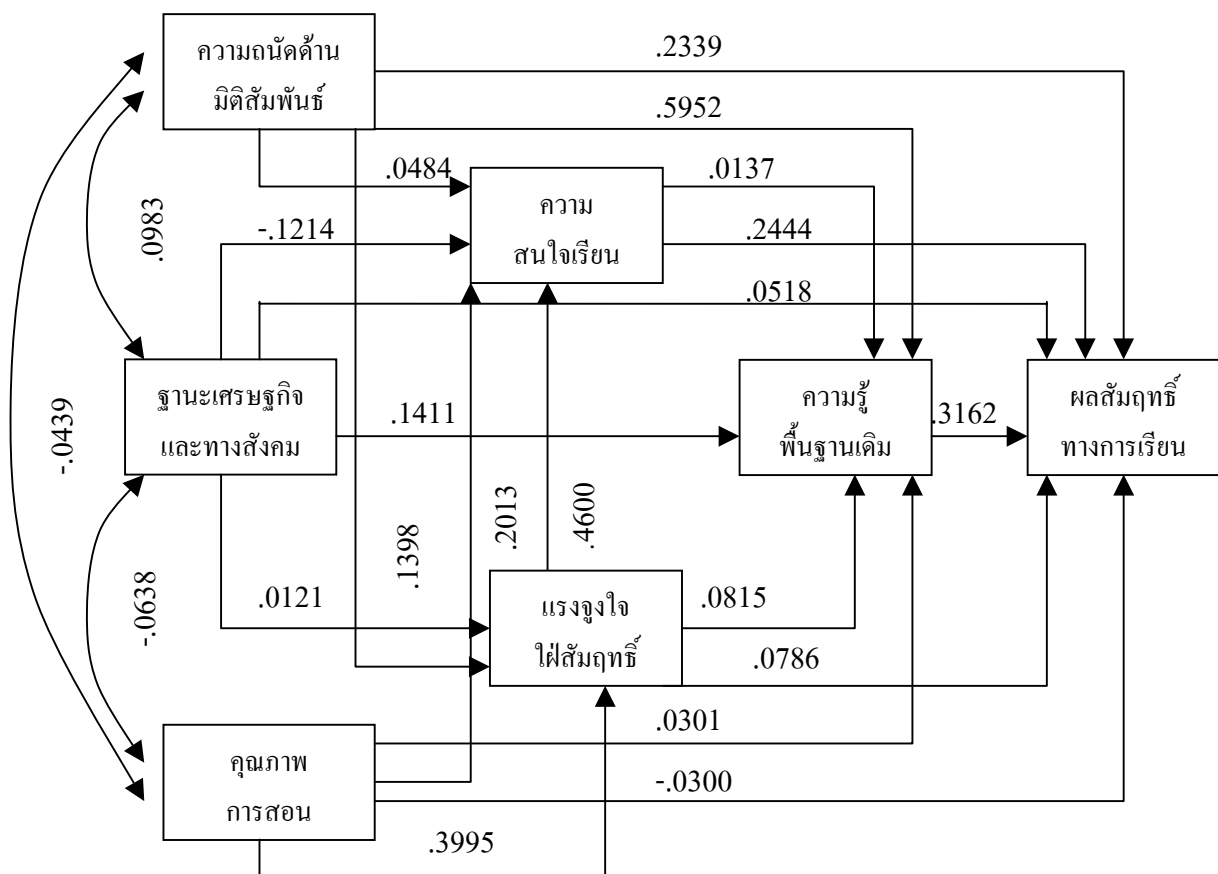 ความถนัดด้าน
มิติสัมพันธ์
.2339
.5952
.0484
.0137
ความ
สนใจเรียน
.0983
-.1214
.2444
.0518
ฐานะเศรษฐกิจ
และทางสังคม
.1411
ความรู้
พื้นฐานเดิม
.3162
ผลสัมฤทธิ์
ทางการเรียน
-.0439
.1398
.2013
.4600
-.0638
.0121
แรงจูงใจ
ใฝ่สัมฤทธิ์
.0815
.0786
.0301
คุณภาพ
การสอน
-.0300
.3995